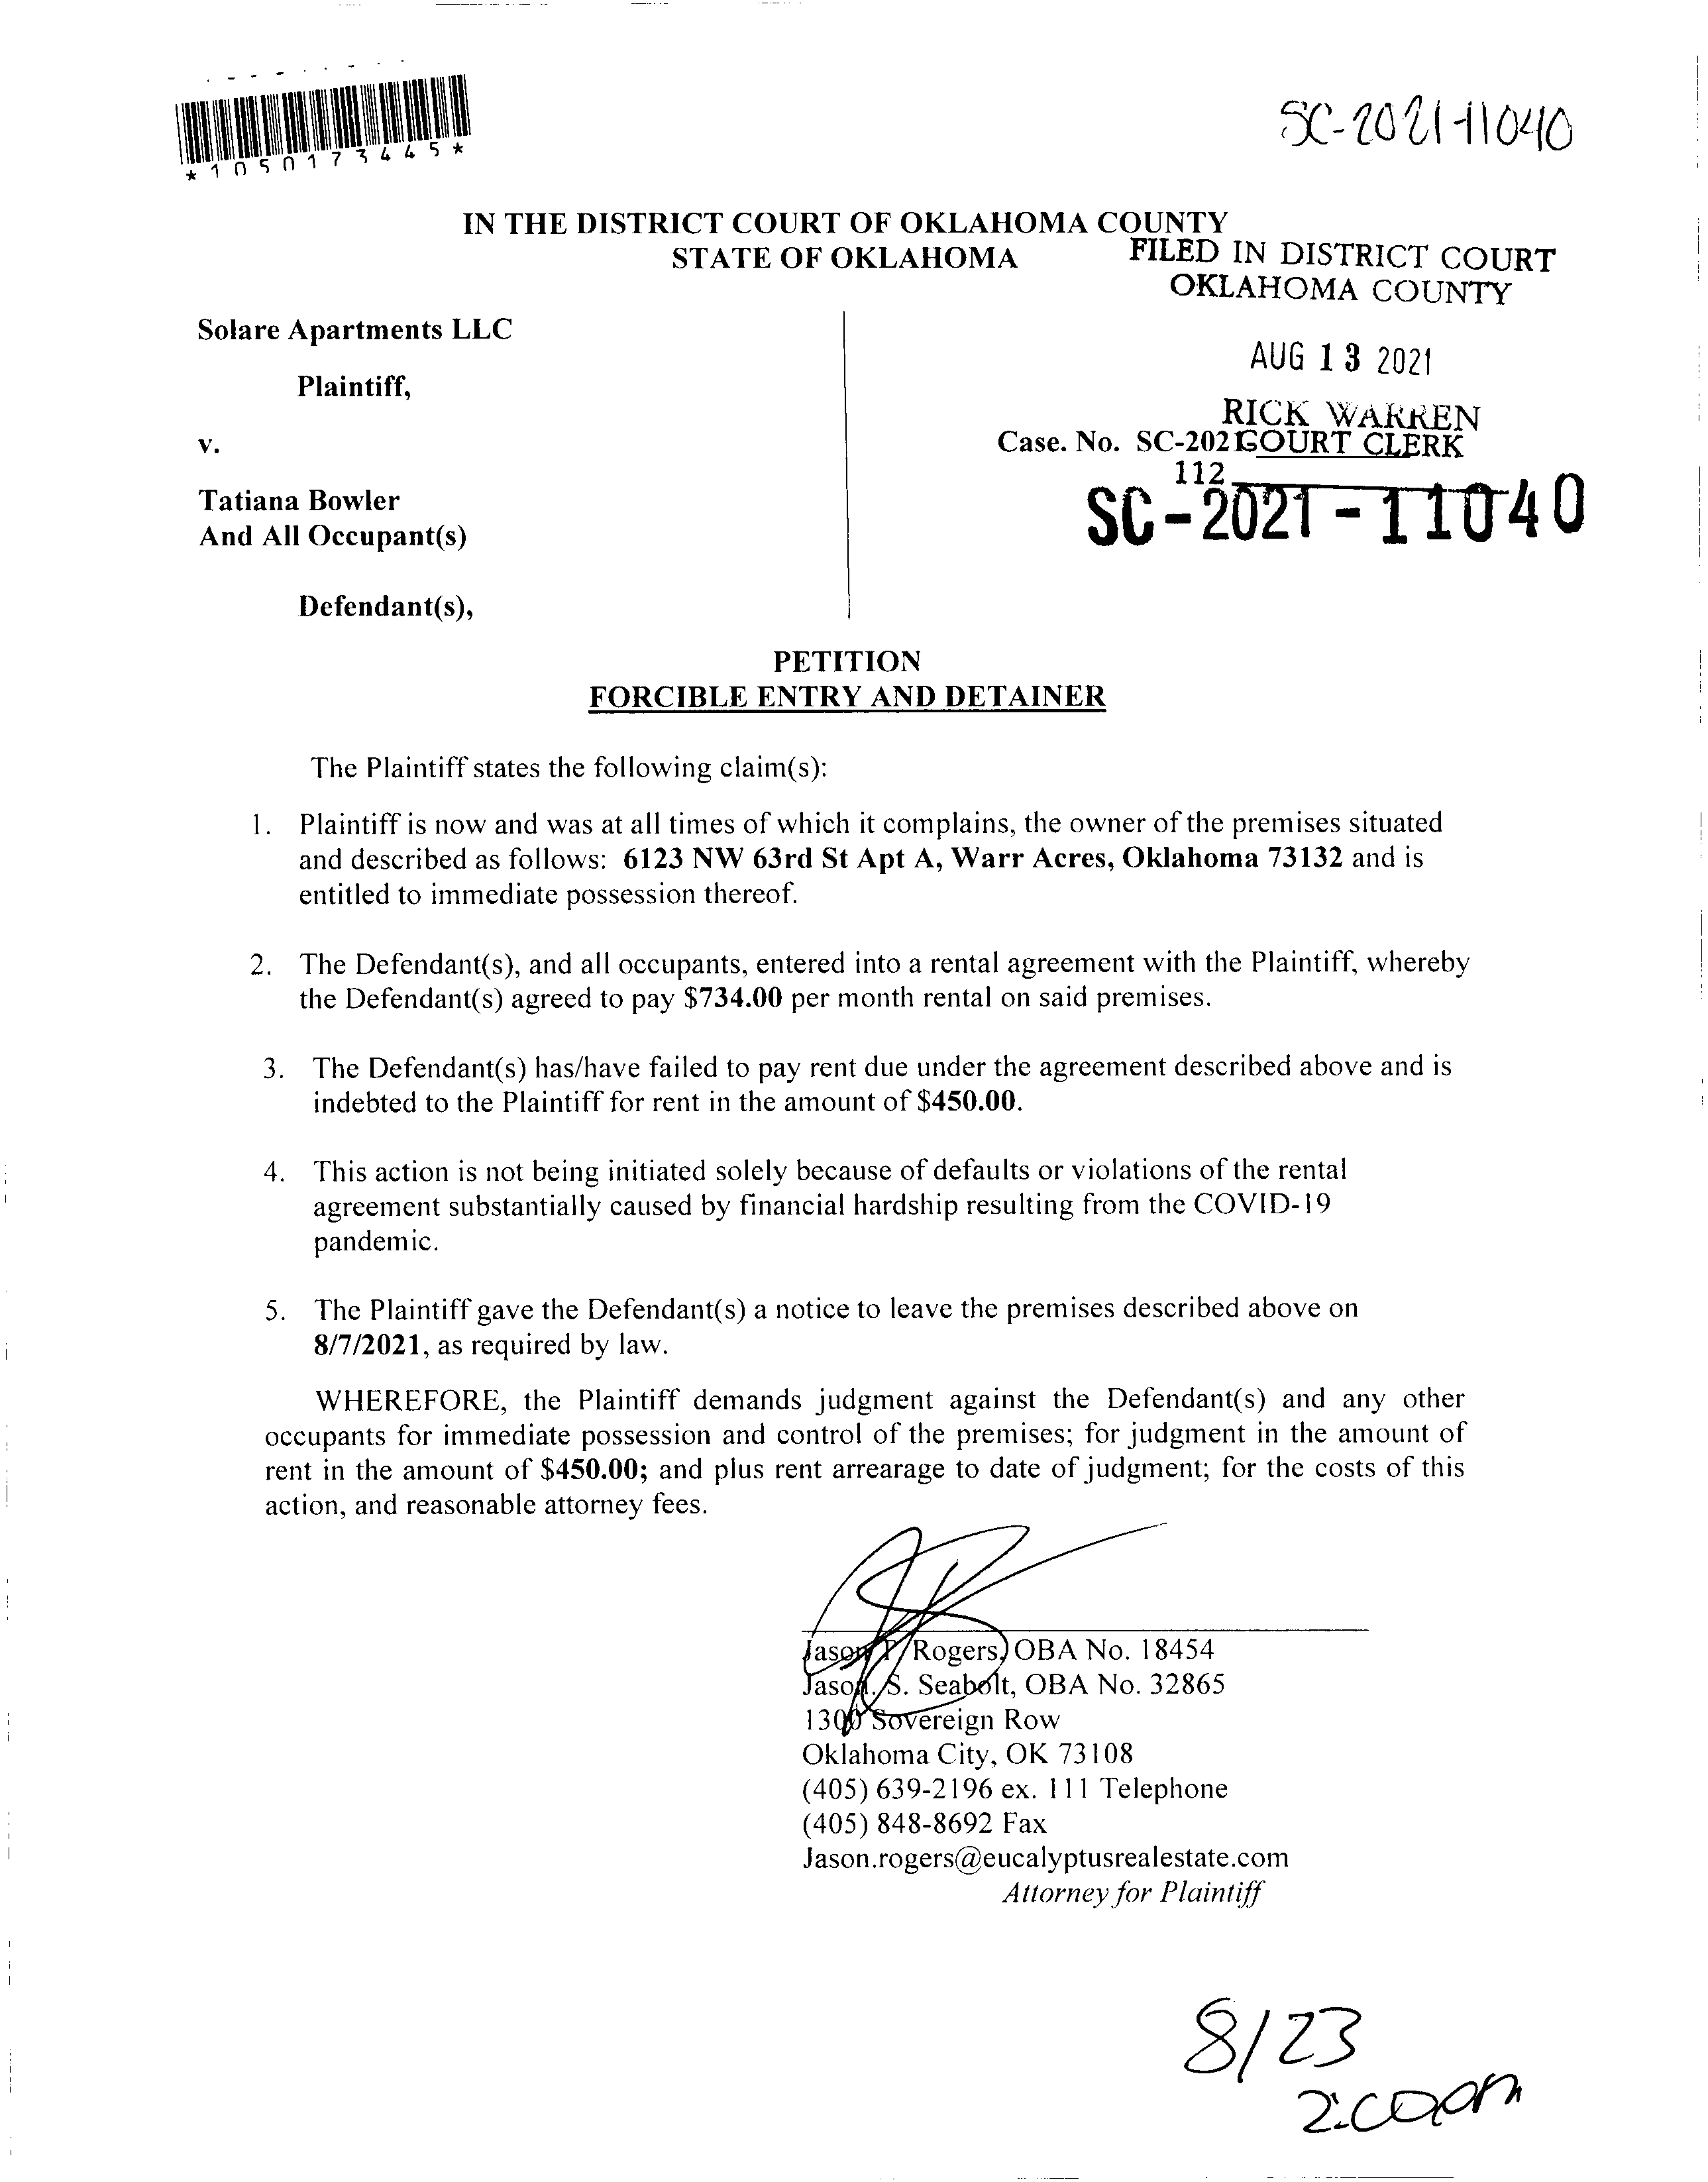 SC-2021-11040
*1050173445*
IN THE DISTRICT COURT OF OKLAHOMA COUNTY
STATE OF OKLAHOMA
FILED IN DISTRICT COURT
OKLAHOMA COUNTY
Solare Apartments LLC
AUG 13 2021
Plaintiff,
RICK WARREN
v.
Case. No. SC-2021 COURT CLERK
112
Tatiana Bowler
SC-2021-11040
And All Occupant(s)
Defendant(s),
PETITION
FORCIBLE ENTRY AND DETAINER
The Plaintiff states the following claim(s):
1. Plaintiff is now and was at all times of which it complains, the owner of the premises situated
and described as follows: 6123 NW 63rd St Apt A, Warr Acres, Oklahoma 73132 and is
entitled to immediate possession thereof.
2. The Defendant(s), and all occupants, entered into a rental agreement with the Plaintiff, whereby
the Defendant(s) agreed to pay $734.00 per month rental on said premises.
3. The Defendant(s) has/have failed to pay rent due under the agreement described above and is
indebted to the Plaintiff for rent in the amount of $450.00.
4. This action is not being initiated solely because of defaults or violations of the rental
agreement substantially caused by financial hardship resulting from the COVID-19
pandemic.
5. The Plaintiff gave the Defendant(s) a notice to leave the premises described above on
8/7/2021, as required by law.
WHEREFORE, the Plaintiff demands judgment against the Defendant(s) and any other
occupants for immediate possession and control of the premises; for judgment in the amount of
rent in the amount of $450.00; and plus rent arrearage to date of judgment; for the costs of this
action, and reasonable attorney fees.
Jason Rogers, OBA No. 18454
Jason. S. Seabolt, OBA No. 32865
1300 Sovereign Row
Oklahoma City, OK 73108
(405) 639-2196 ex. 111 Telephone
(405) 848-8692 Fax
Jason.rogers@eucalyptusrealestate.com
Attorney for Plaintiff
8/23
2:00pm